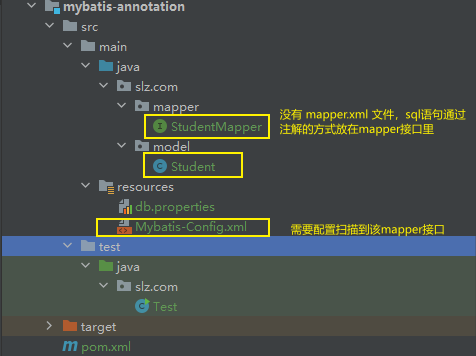 mybatis-annotation
src
main
java
slz.com
mapper
没有 mapper.xml 文件，sql语句通过
注解的方式放在mapper接口里
StudentMapper
model
Student
resources
db.properties
Mybatis-Config.xml
需要配置扫描到该mapper接口
test
java
slz.com
Test
target
pom.xml